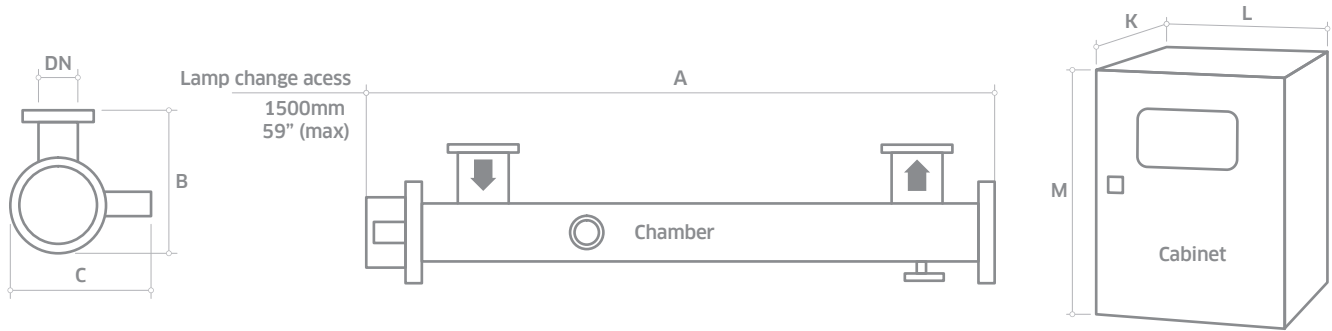 DN
B
C
Lamp change acess
1500mm
59” (max)
A
Chamber
K
L
M
Cabinet